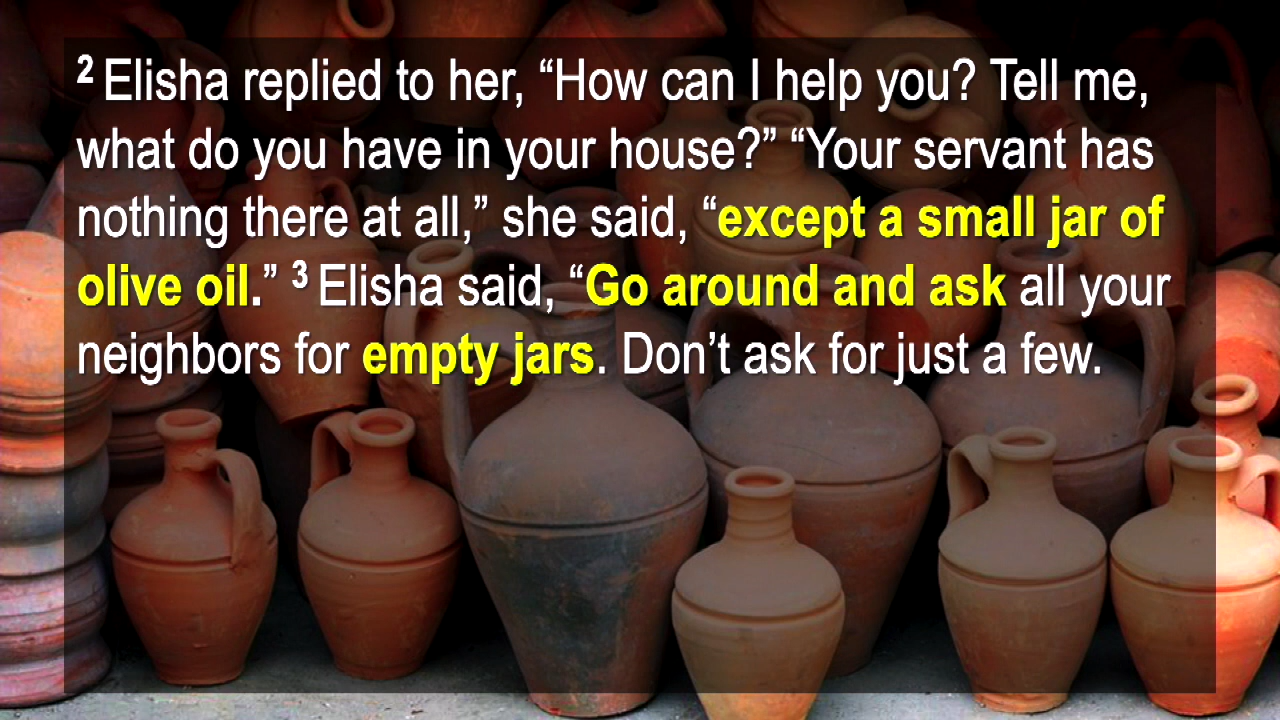 2 Elisha replied to her, “How can I help you? Tell me,
what do you have in your house?” “Your servant has
nothing there at all,” she said, “except a small jar of
olive oil.” 3 Elisha said, “Go around and ask all your
neighbors for empty jars. Don’t ask for just a few.